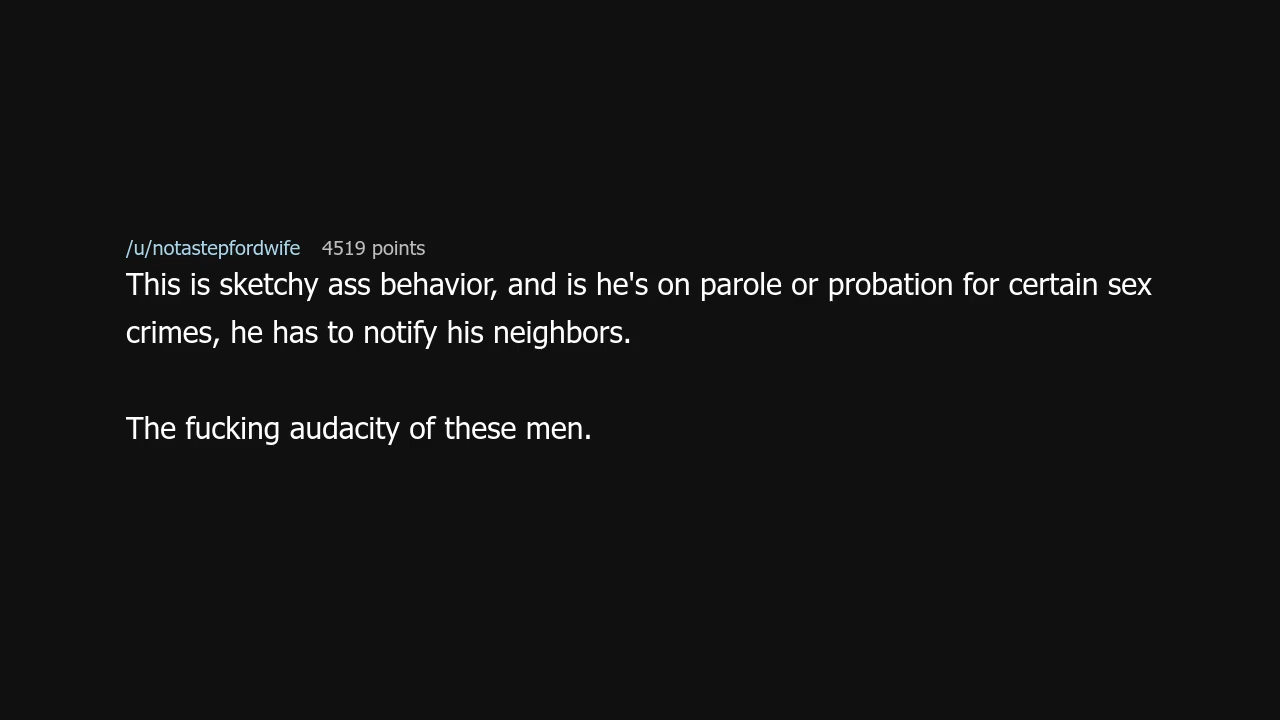 /u/notastepfordwife 4519 points
This is sketchy ass behavior, and is he's on parole or probation for certain sex
crimes, he has to notify his neighbors.
The fucking audacity of these men.